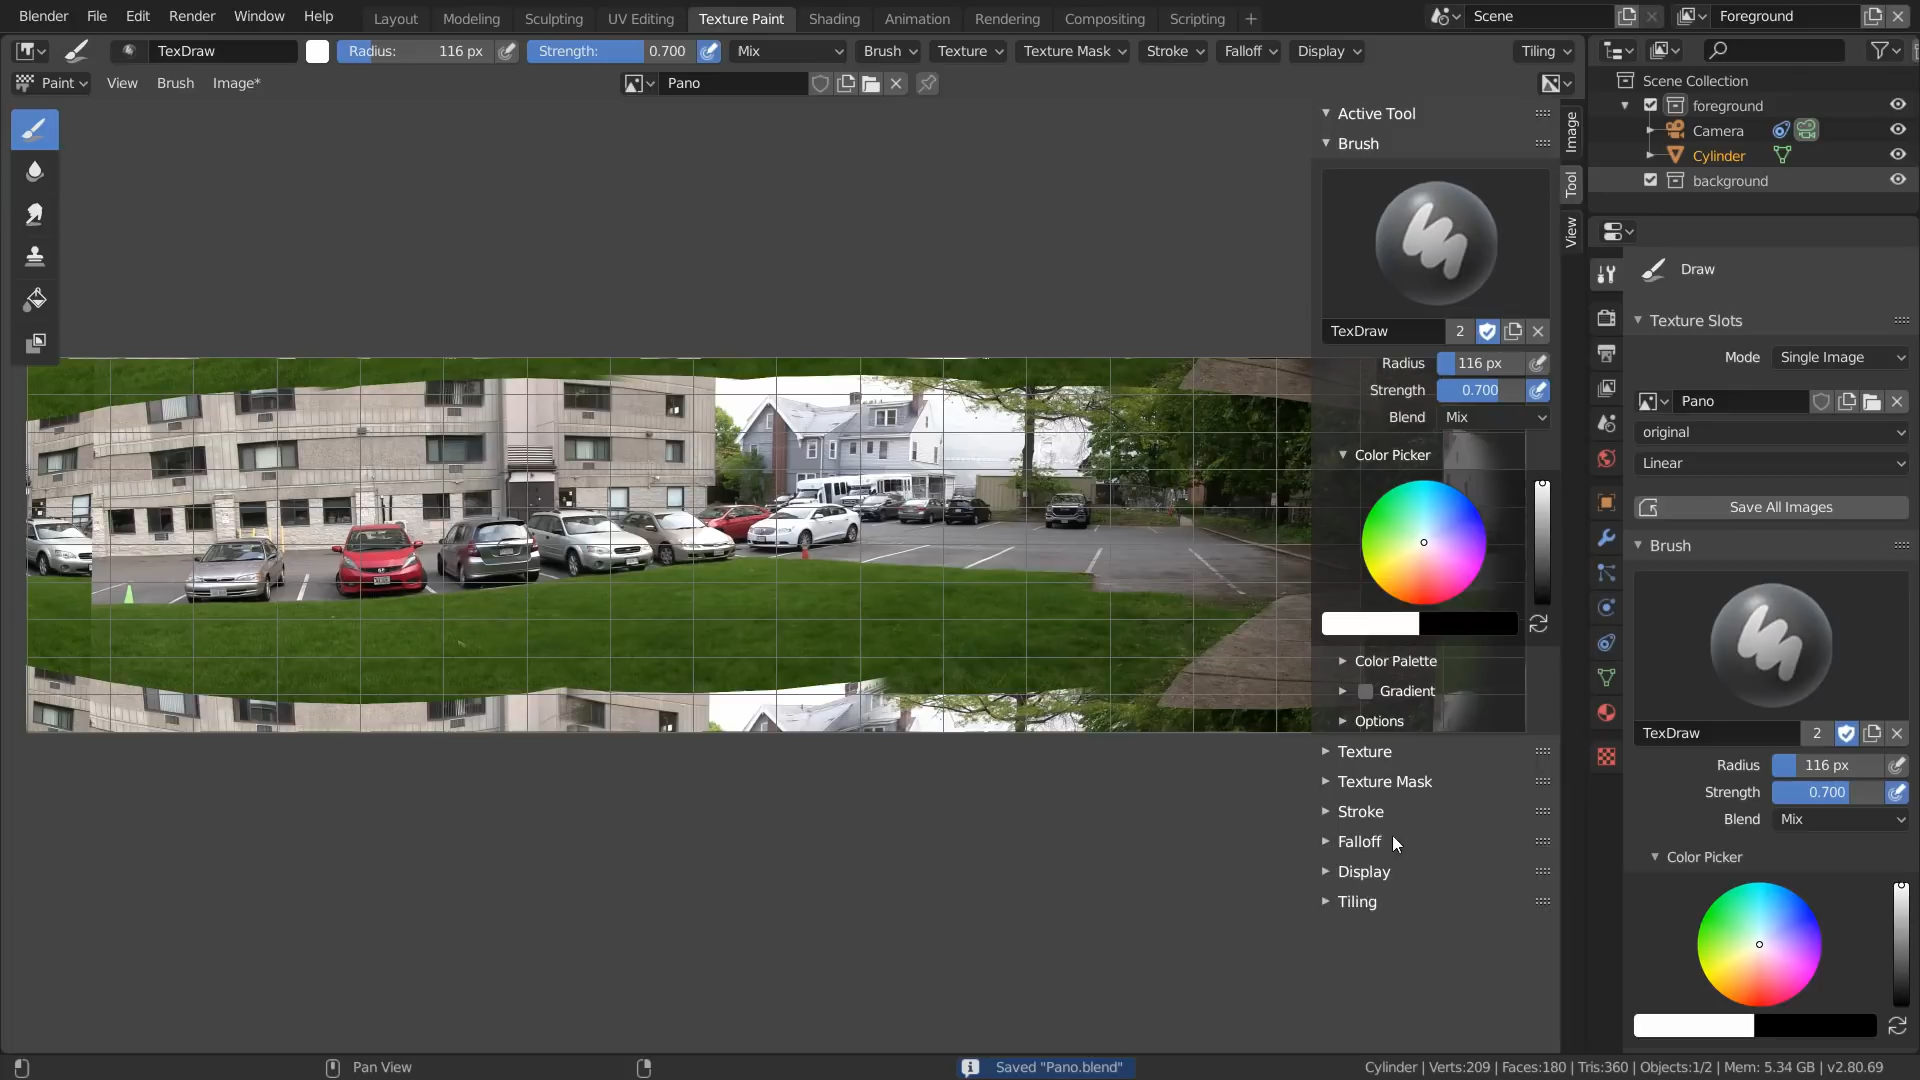 Blender File Edit Render Window Help Layout Modeling Sculpting UV Editing Texture Paint Shading Animation Rendering Compositing Scripting + Scene Foreground
TexDraw Radius: 116 px Strength: 0.700 Mix Brush Texture Texture Mask Stroke Falloff Display Tiling
Paint View Brush Image* Pano
Scene Collection
foreground
Camera
Cylinder
background
Active Tool
Brush
TexDraw 2
Radius 116 px
Strength 0.700
Blend Mix
Color Picker
Color Palette
Gradient
Options
Texture
Texture Mask
Stroke
Falloff
Display
Tiling
Image
Tool
View
Draw
Texture Slots
Mode Single Image
Pano
original
Linear
Save All Images
Brush
TexDraw 2
Radius 116 px
Strength 0.700
Blend Mix
Color Picker
Pan View Saved "Pano.blend" Cylinder | Verts:209 | Faces:180 | Tris:360 | Objects:1/2 | Mem: 5.34 GB | v2.80.69